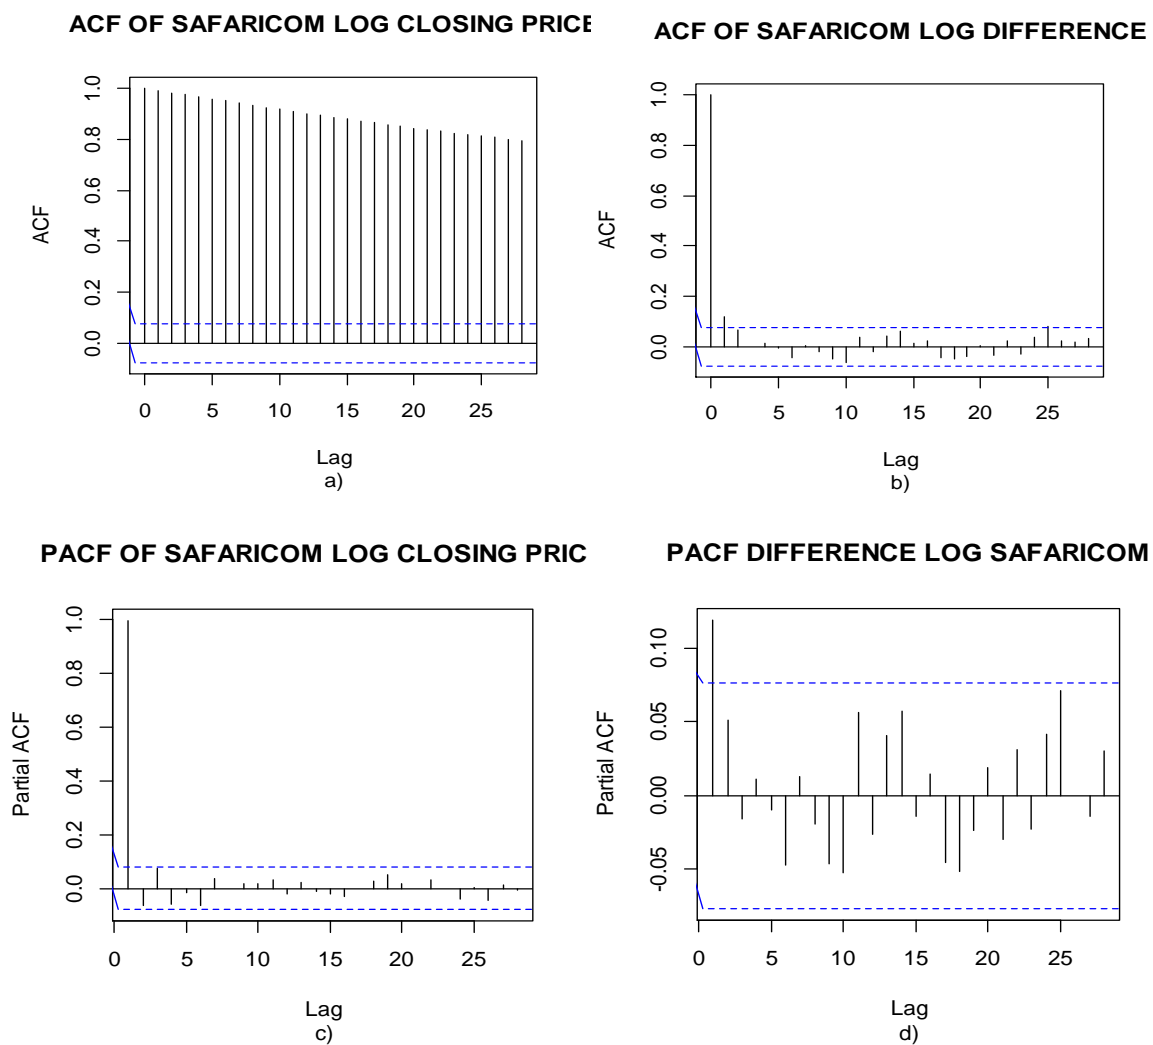 ACF OF SAFARICOM LOG CLOSING PRICE
ACF
1.0
0.8
0.6
0.4
0.2
0.0
0 5 10 15 20 25
Lag
a)
ACF OF SAFARICOM LOG DIFFERENCE
ACF
1.0
0.8
0.6
0.4
0.2
0.0
0 5 10 15 20 25
Lag
b)
PACF OF SAFARICOM LOG CLOSING PRIC
Partial ACF
1.0
0.8
0.6
0.4
0.2
0.0
0 5 10 15 20 25
Lag
c)
PACF DIFFERENCE LOG SAFARICOM
Partial ACF
0.10
0.05
0.00
-0.05
0 5 10 15 20 25
Lag
d)